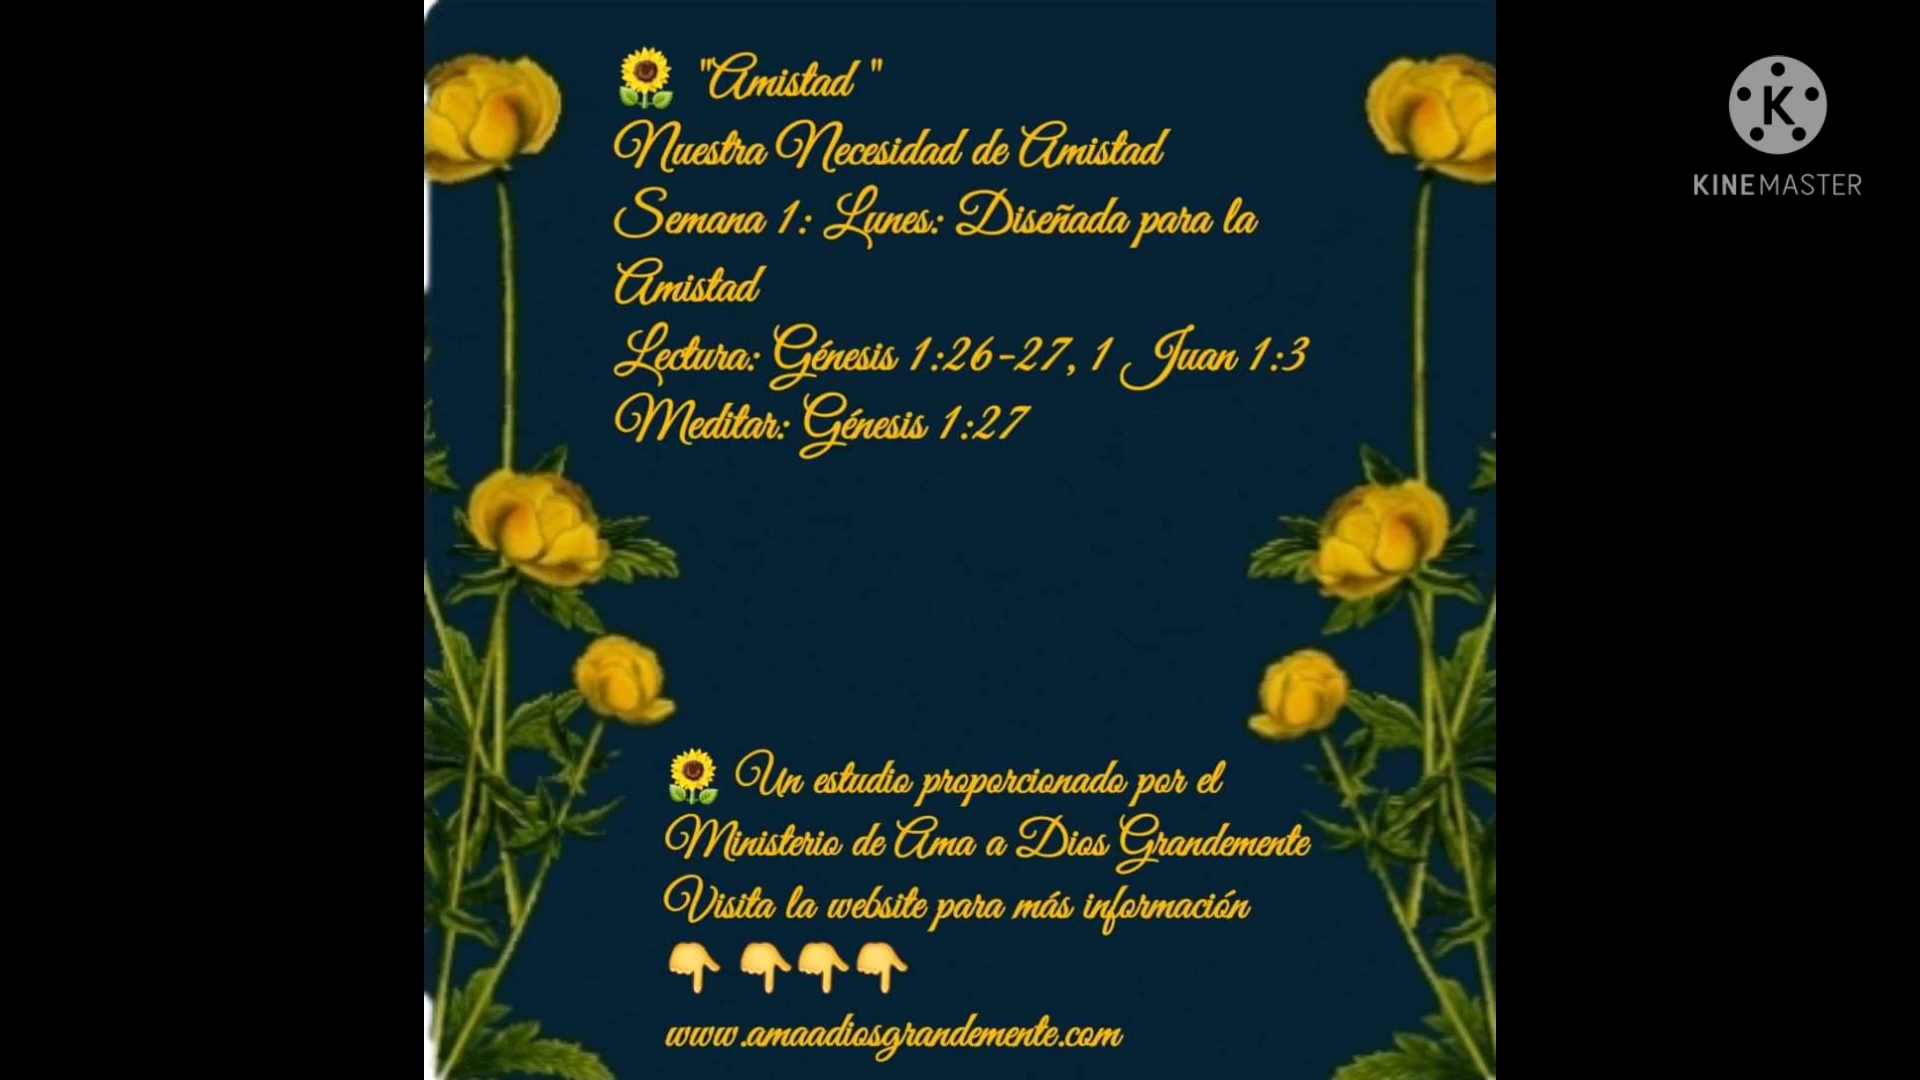 🌻 "Amistad "
Nuestra Necesidad de Amistad
Semana 1: Lunes: Diseñada para la
Amistad
Lectura: Génesis 1:26-27, 1 Juan 1:3
Meditar: Génesis 1:27
🌻 Un estudio proporcionado por el
Ministerio de Ama a Dios Grandemente
Visita la website para más información
👇 👇👇👇
www.amaadiosgrandemente.com
K
KINEMASTER